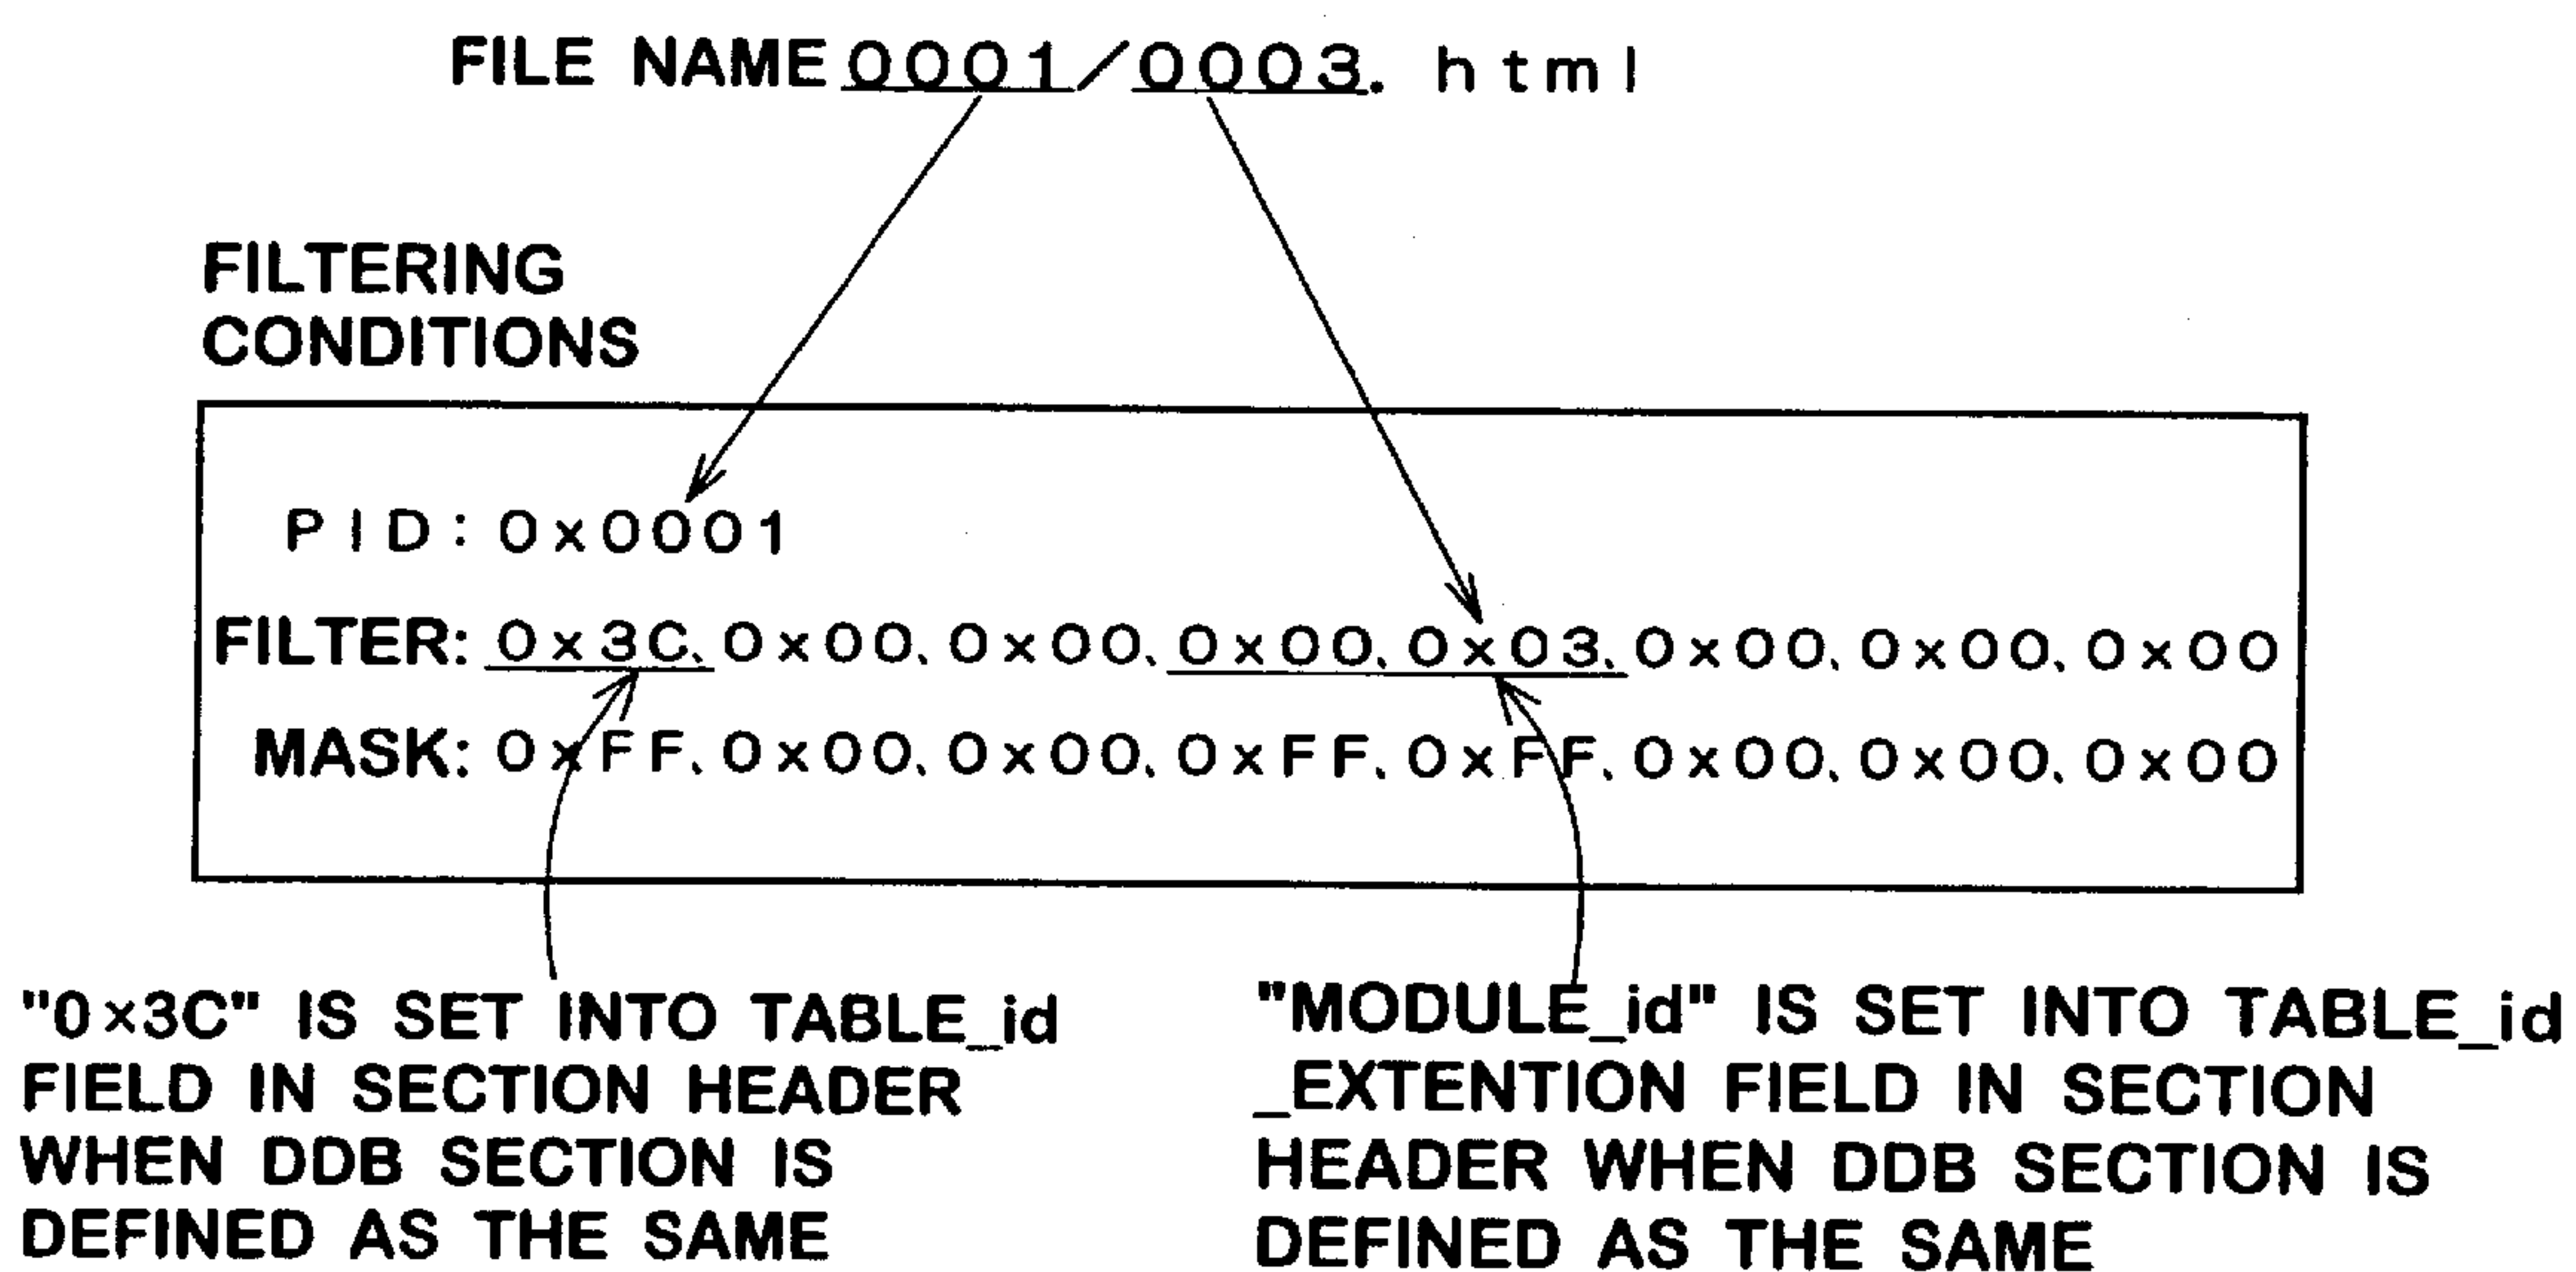 FILE NAME 0001/0003. html
FILTERING
CONDITIONS
PID: 0x0001
FILTER: 0x3C, 0x00, 0x00, 0x00, 0x03, 0x00, 0x00, 0x00
MASK: 0xFF, 0x00, 0x00, 0xFF, 0xFF, 0x00, 0x00, 0x00
"0x3C" IS SET INTO TABLE_id
FIELD IN SECTION HEADER
WHEN DDB SECTION IS
DEFINED AS THE SAME
"MODULE_id" IS SET INTO TABLE_id
_EXTENTION FIELD IN SECTION
HEADER WHEN DDB SECTION IS
DEFINED AS THE SAME